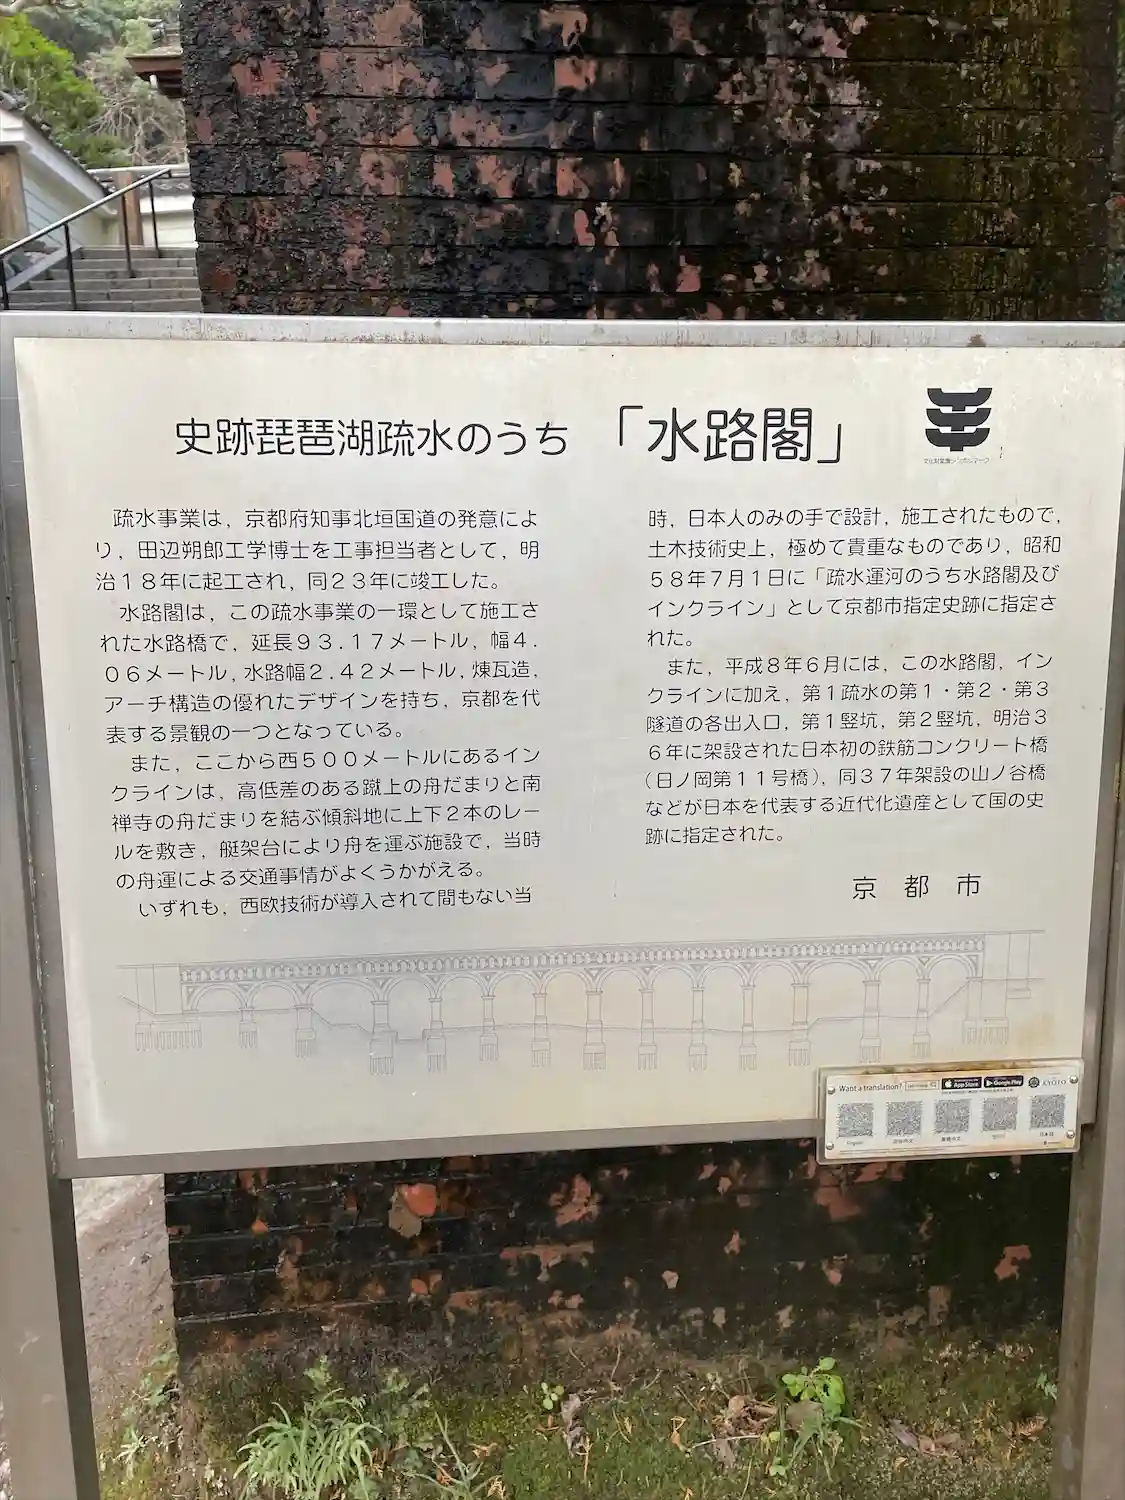 史跡琵琶湖疏水のうち 「水路閣」
疏水事業は，京都府知事北垣国道の発意によ
り，田辺朔郎工学博士を工事担当者として，明
治１８年に起工され，同２３年に竣工した。
水路閣は，この疏水事業の一環として施工さ
れた水路橋で，延長９３．１７メートル，幅４．
０６メートル，水路幅２．４２メートル，煉瓦造，
アーチ構造の優れたデザインを持ち，京都を代
表する景観の一つとなっている。
また，ここから西５００メートルにあるイン
クラインは，高低差のある蹴上の舟だまりと南
禅寺の舟だまりを結ぶ傾斜地に上下２本のレー
ルを敷き，艇架台により舟を運ぶ施設で，当時
の舟運による交通事情がよくうかがえる。
いずれも，西欧技術が導入されて間もない当
時，日本人のみの手で設計，施工されたもので，
土木技術史上，極めて貴重なものであり，昭和
５８年７月１日に「疏水運河のうち水路閣及び
インクライン」として京都市指定史跡に指定さ
れた。
また，平成８年６月には，この水路閣，イン
クラインに加え，第１疏水の第１・第２・第３
隧道の各出入口，第１竪坑，第２竪坑，明治３
６年に架設された日本初の鉄筋コンクリート橋
（日ノ岡第１１号橋），同３７年架設の山ノ谷橋
などが日本を代表する近代化遺産として国の史
跡に指定された。
京都市
Want a translation?
App Store
Google Play
KYOTO
English
日本語